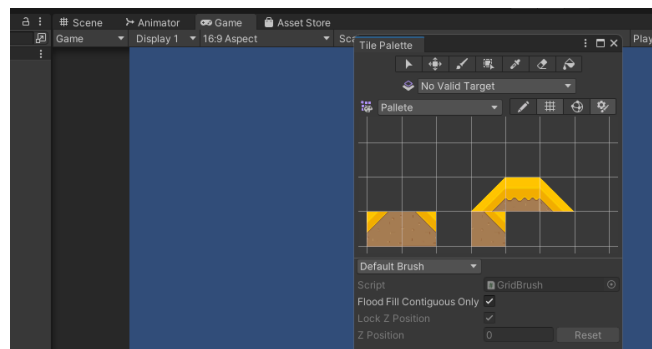 # Scene Animator Game Asset Store
Game Display 1 16:9 Aspect Play
Tile Palette
No Valid Target
Pallete
Default Brush
Script GridBrush
Flood Fill Contiguous Only
Lock Z Position
Z Position 0 Reset